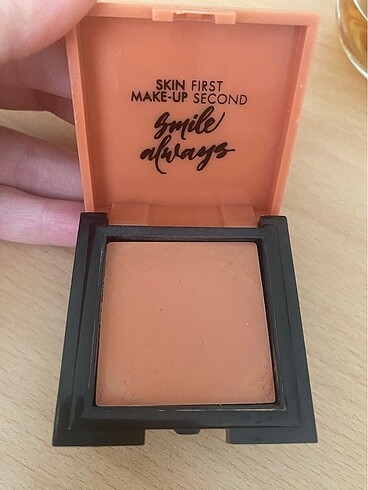 SKIN FIRST
MAKE-UP SECOND
smile
always